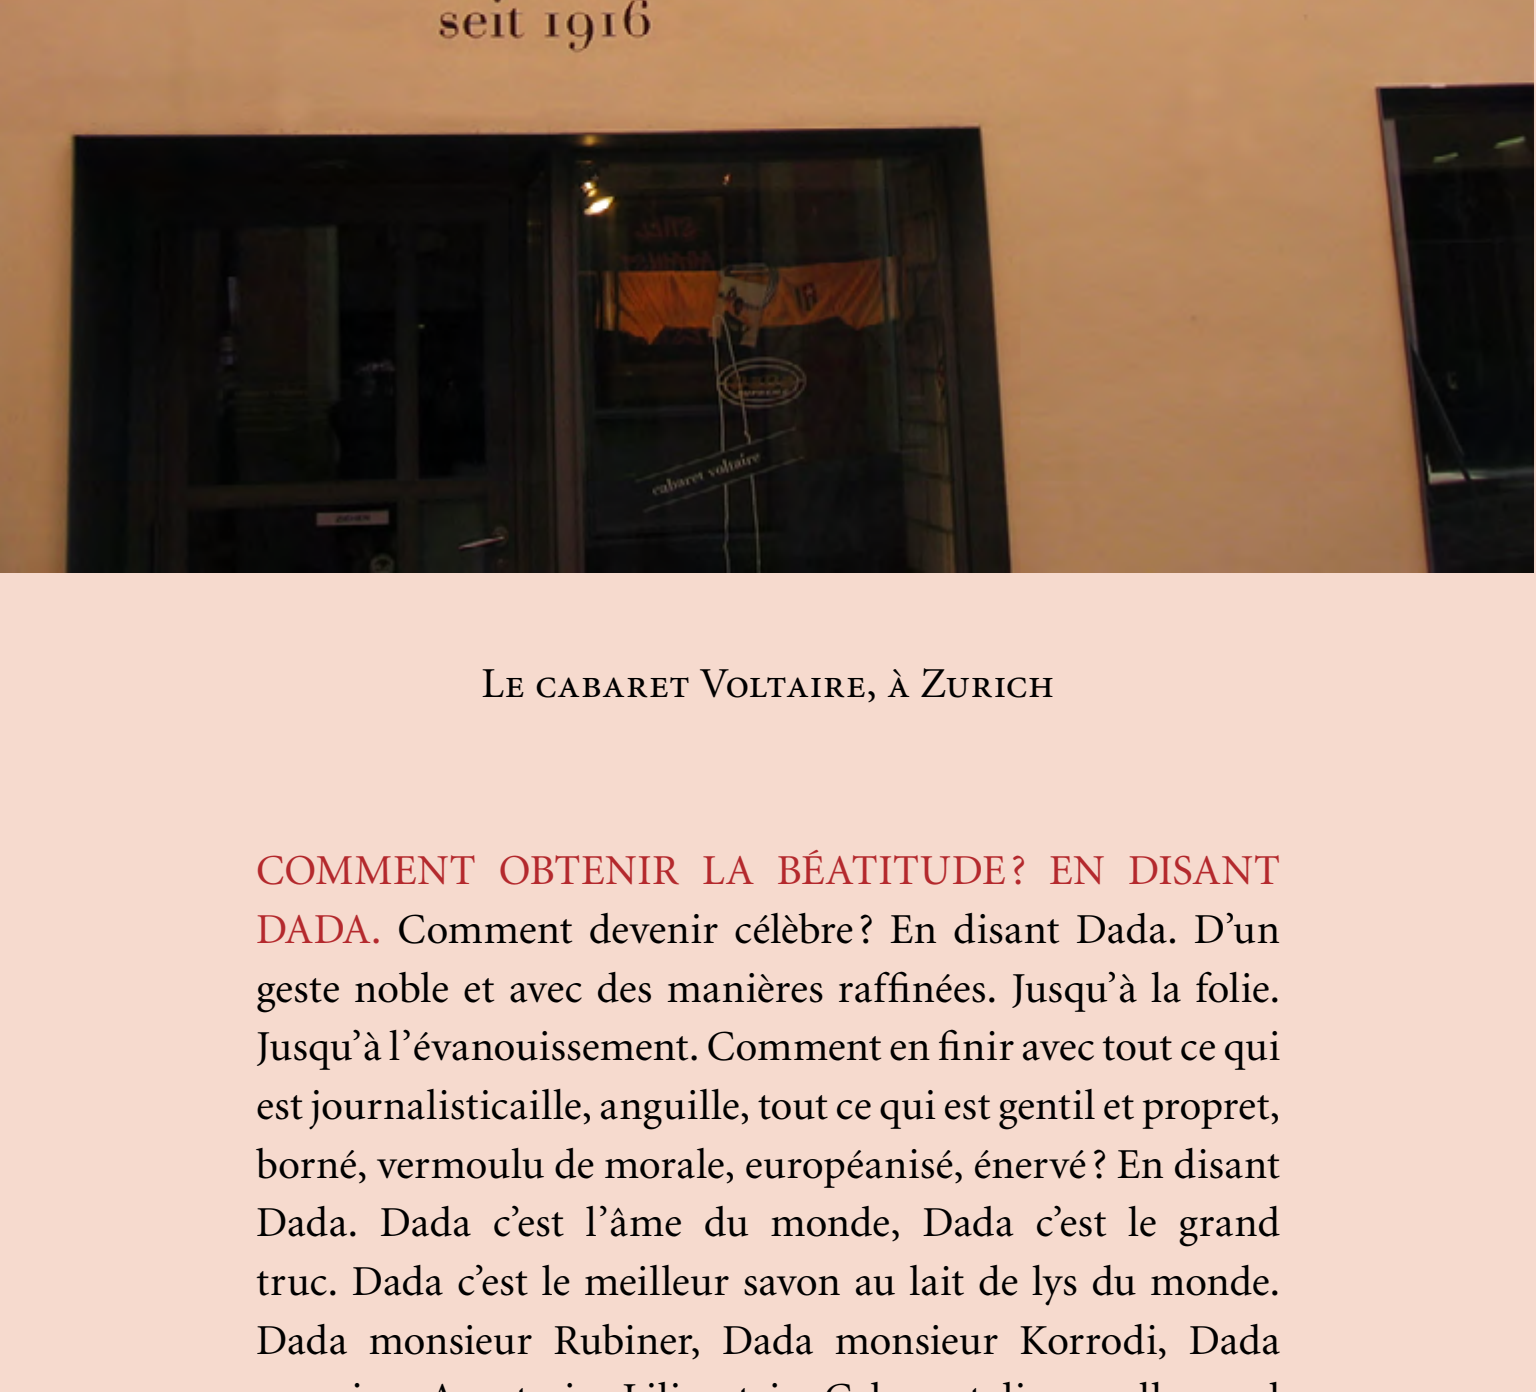 seit 1916
cabaret voltaire
LE CABARET VOLTAIRE, À ZURICH
COMMENT OBTENIR LA BÉATITUDE ? EN DISANT
DADA. Comment devenir célèbre ? En disant Dada. D’un
geste noble et avec des manières raffinées. Jusqu’à la folie.
Jusqu’à l’évanouissement. Comment en finir avec tout ce qui
est journalisticaille, anguille, tout ce qui est gentil et propret,
borné, vermoulu de morale, européanisé, énervé ? En disant
Dada. Dada c’est l’âme du monde, Dada c’est le grand
truc. Dada c’est le meilleur savon au lait de lys du monde.
Dada monsieur Rubiner, Dada monsieur Korrodi, Dada